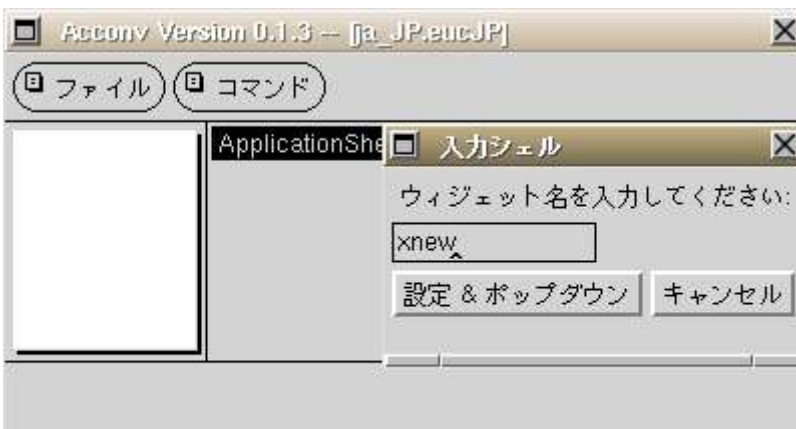 Acconv Version 0.1.3 -- [ja_JP.eucJP]
ファイル コマンド
ApplicationShe
入力シェル
ウィジェット名を入力してください:
xnew
設定 & ポップダウン キャンセル